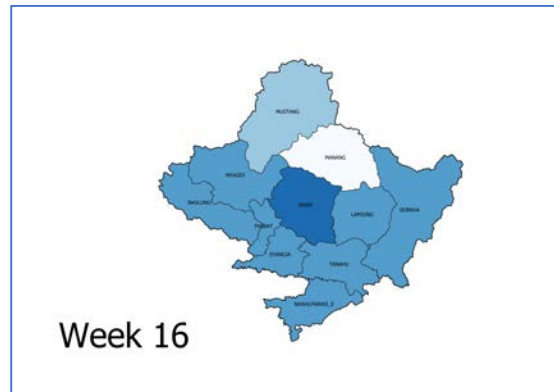 MUSTANG
MANANG
MYAGDI
KASKI
LAMJUNG
GORKHA
BAGLUNG
PARBAT
SYANGJA
TANAHU
NAWALPARASI_E
Week 16